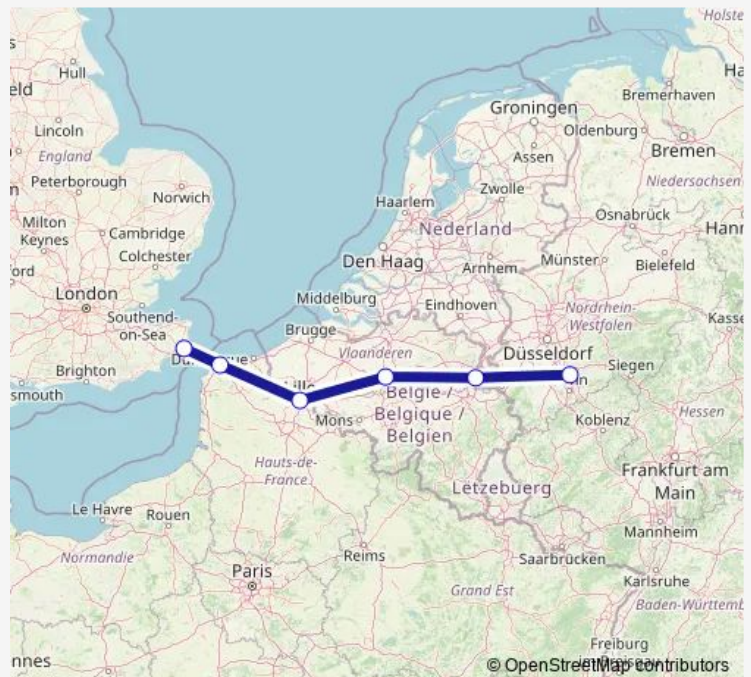 Holste
s
Hull
Ha
eld
Bremerhaven
Groningen
Lincoln
Oldenburg
England
Assen
Bremen
m
Peterborough
Zwolle
Niedersachsen
Norwich
Haarlem
Milton
Keynes
Cambridge
Nederland
Osnabrück
Hann
Colchester
ford
Den Haag
Arnhem
Münster
Bielefeld
London
Middelburg
Eindhoven
Nordrhein-
Westfalen
Southend-
on-Sea
Kasse
Brugge
Vlaanderen
Düsseldorf
Siegen
Brighton
smouth
België /
Belgique /
Belgien
Mons
Koblenz
Hessen
Hauts-de-
France
Frankfurt am
Main
Lëtzebuerg
Le Havre
Rouen
Mannheim
Normandie
Reims
Saarbrücken
Paris
Karlsruhe
Grand Est
Baden-Württemb
Freiburg
nnes
© OpenStreetMap contributors